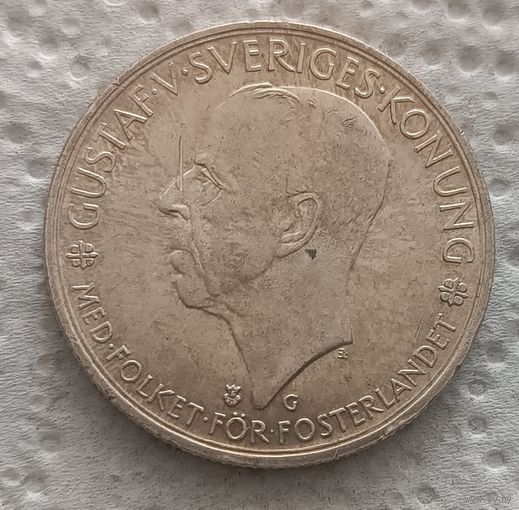 GUSTAF·V·SVERIGES·KONUNG
MED·FOLKET·FÖR·FOSTERLANDET
G